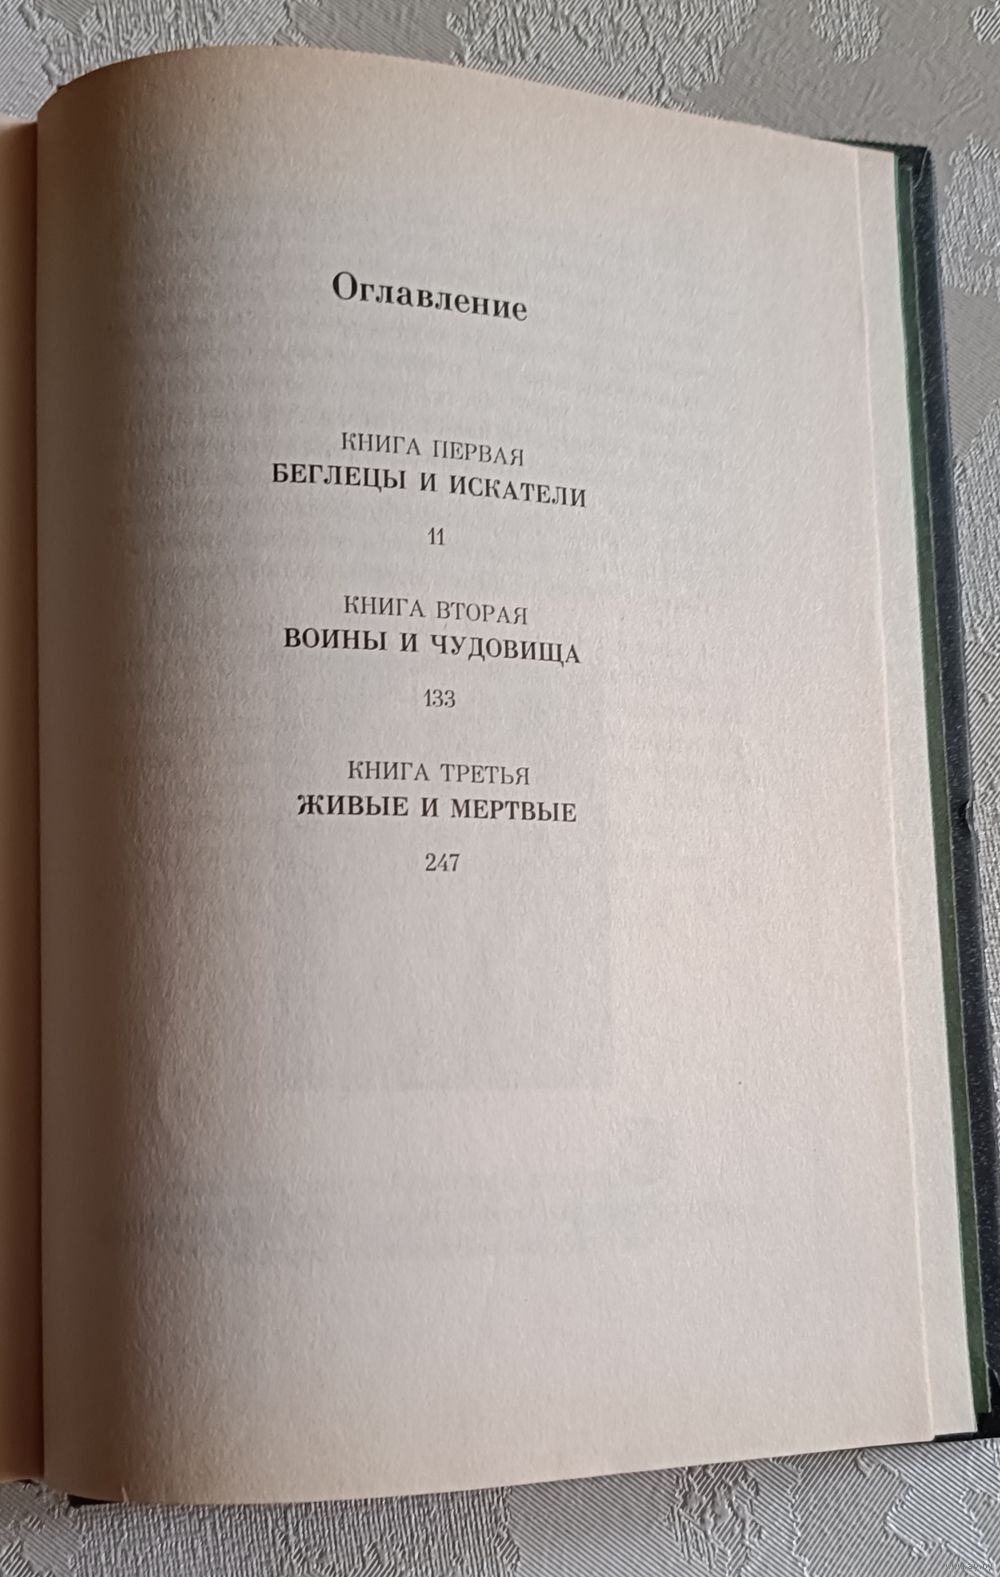 Оглавление
КНИГА ПЕРВАЯ
БЕГЛЕЦЫ И ИСКАТЕЛИ
11
КНИГА ВТОРАЯ
ВОИНЫ И ЧУДОВИЩА
133
КНИГА ТРЕТЬЯ
ЖИВЫЕ И МЕРТВЫЕ
247